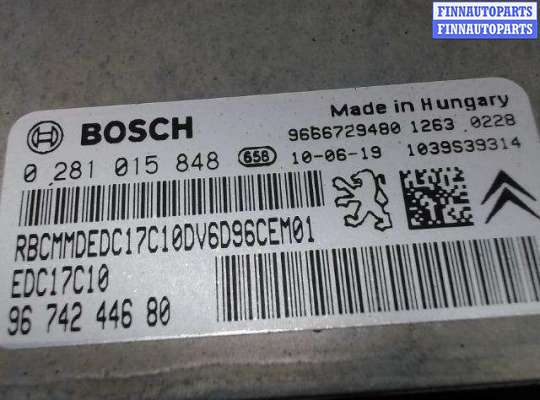 FINNAUTOPARTS
FINNAUTOPARTS
BOSCH
Made in Hungary
9666729480 1263 0228
0 281 015 848 658 10-06-19 1039S39314
RBCMMDEDC17C10DV6D96CEM01
EDC17C10
96 742 446 80